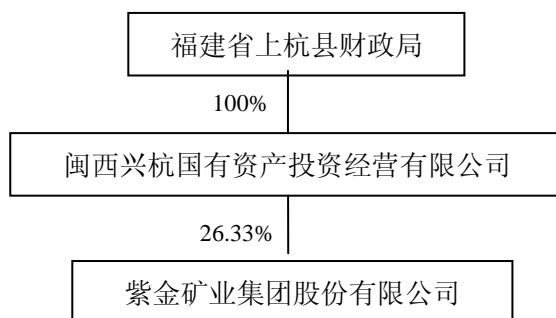 福建省上杭县财政局
100%
闽西兴杭国有资产投资经营有限公司
26.33%
紫金矿业集团股份有限公司